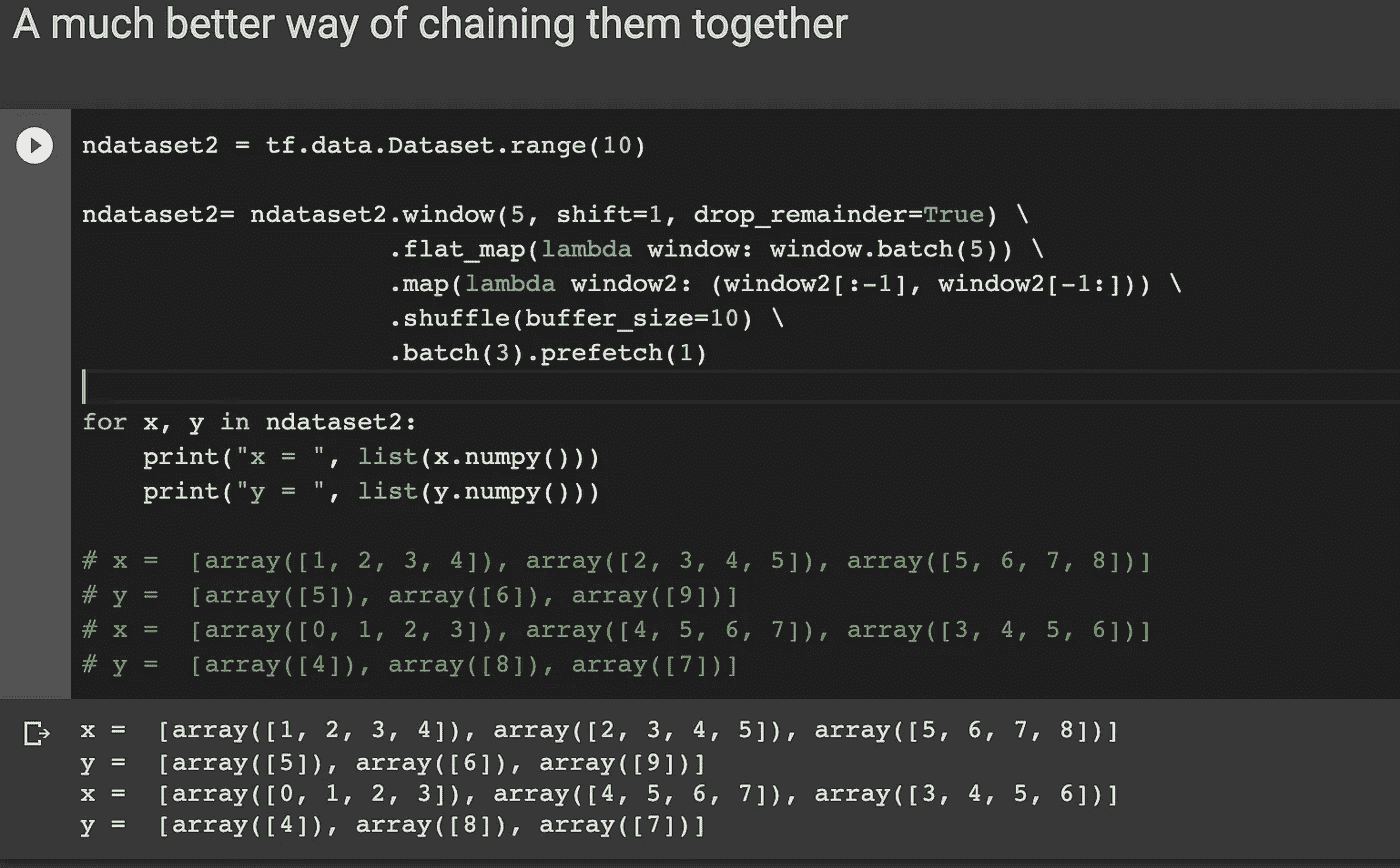 A much better way of chaining them together
ndataset2 = tf.data.Dataset.range(10)
ndataset2= ndataset2.window(5, shift=1, drop_remainder=True) \
.flat_map(lambda window: window.batch(5)) \
.map(lambda window2: (window2[:-1], window2[-1:])) \
.shuffle(buffer_size=10) \
.batch(3).prefetch(1)
for x, y in ndataset2:
print("x = ", list(x.numpy()))
print("y = ", list(y.numpy()))
# x =  [array([1, 2, 3, 4]), array([2, 3, 4, 5]), array([5, 6, 7, 8])]
# y =  [array([5]), array([6]), array([9])]
# x =  [array([0, 1, 2, 3]), array([4, 5, 6, 7]), array([3, 4, 5, 6])]
# y =  [array([4]), array([8]), array([7])]
x =  [array([1, 2, 3, 4]), array([2, 3, 4, 5]), array([5, 6, 7, 8])]
y =  [array([5]), array([6]), array([9])]
x =  [array([0, 1, 2, 3]), array([4, 5, 6, 7]), array([3, 4, 5, 6])]
y =  [array([4]), array([8]), array([7])]